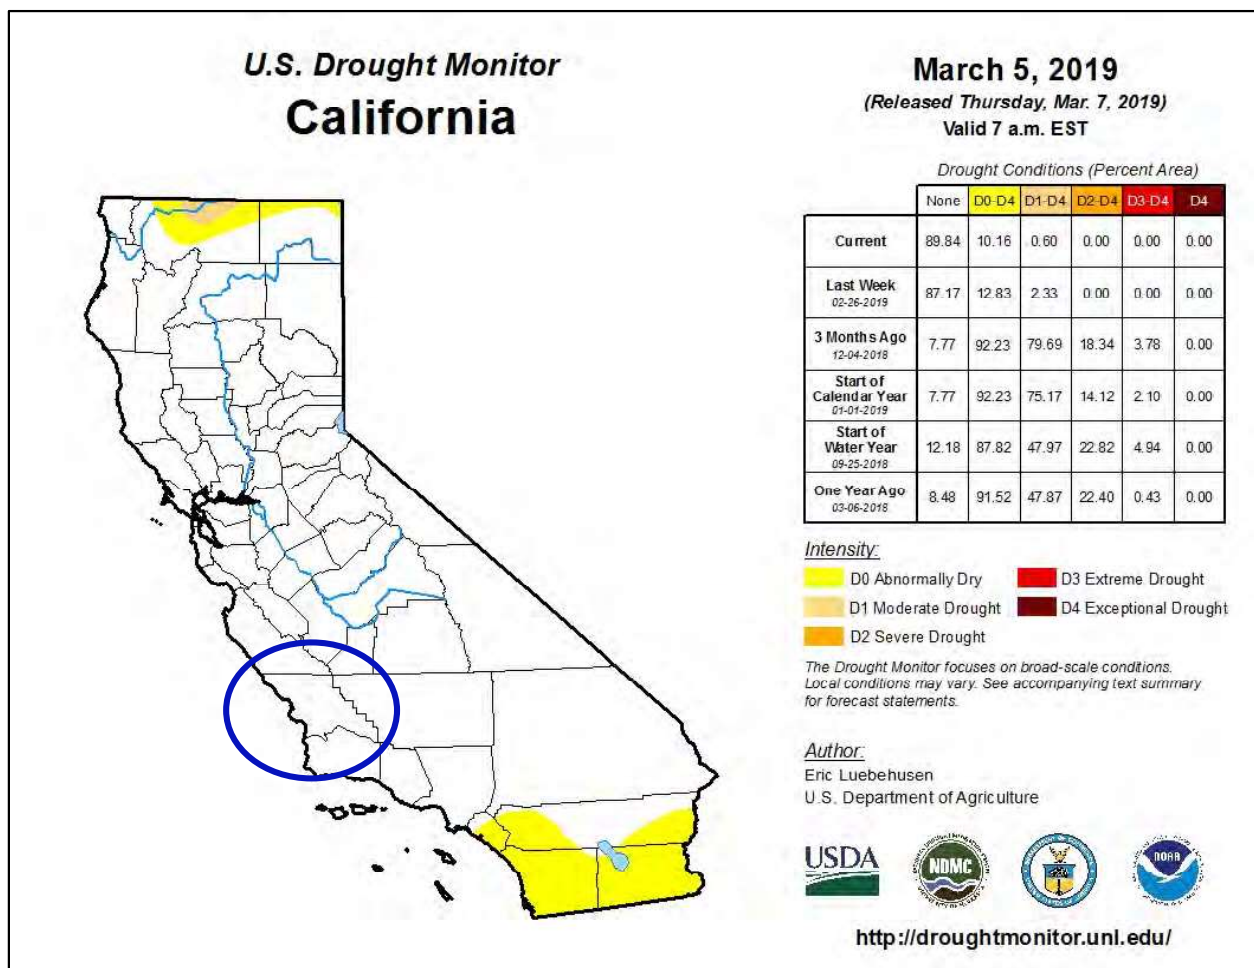 U.S. Drought Monitor
California
March 5, 2019
(Released Thursday, Mar. 7, 2019)
Valid 7 a.m. EST
Drought Conditions (Percent Area)
None D0-D4 D1-D4 D2-D4 D3-D4 D4
Current 89.84 10.16 0.60 0.00 0.00 0.00
Last Week
02-26-2019
87.17 12.83 2.33 0.00 0.00 0.00
3 Months Ago
12-04-2018
7.77 92.23 79.69 18.34 3.78 0.00
Start of
Calendar Year
01-01-2019
7.77 92.23 75.17 14.12 2.10 0.00
Start of
Water Year
09-25-2018
12.18 87.82 47.97 22.82 4.94 0.00
One Year Ago
03-06-2018
8.48 91.52 47.87 22.40 0.43 0.00
Intensity:
D0 Abnormally Dry
D1 Moderate Drought
D2 Severe Drought
D3 Extreme Drought
D4 Exceptional Drought
The Drought Monitor focuses on broad-scale conditions.
Local conditions may vary. See accompanying text summary
for forecast statements.
Author:
Eric Luebehusen
U.S. Department of Agriculture
USDA
NDMC
NOAA
http://droughtmonitor.unl.edu/